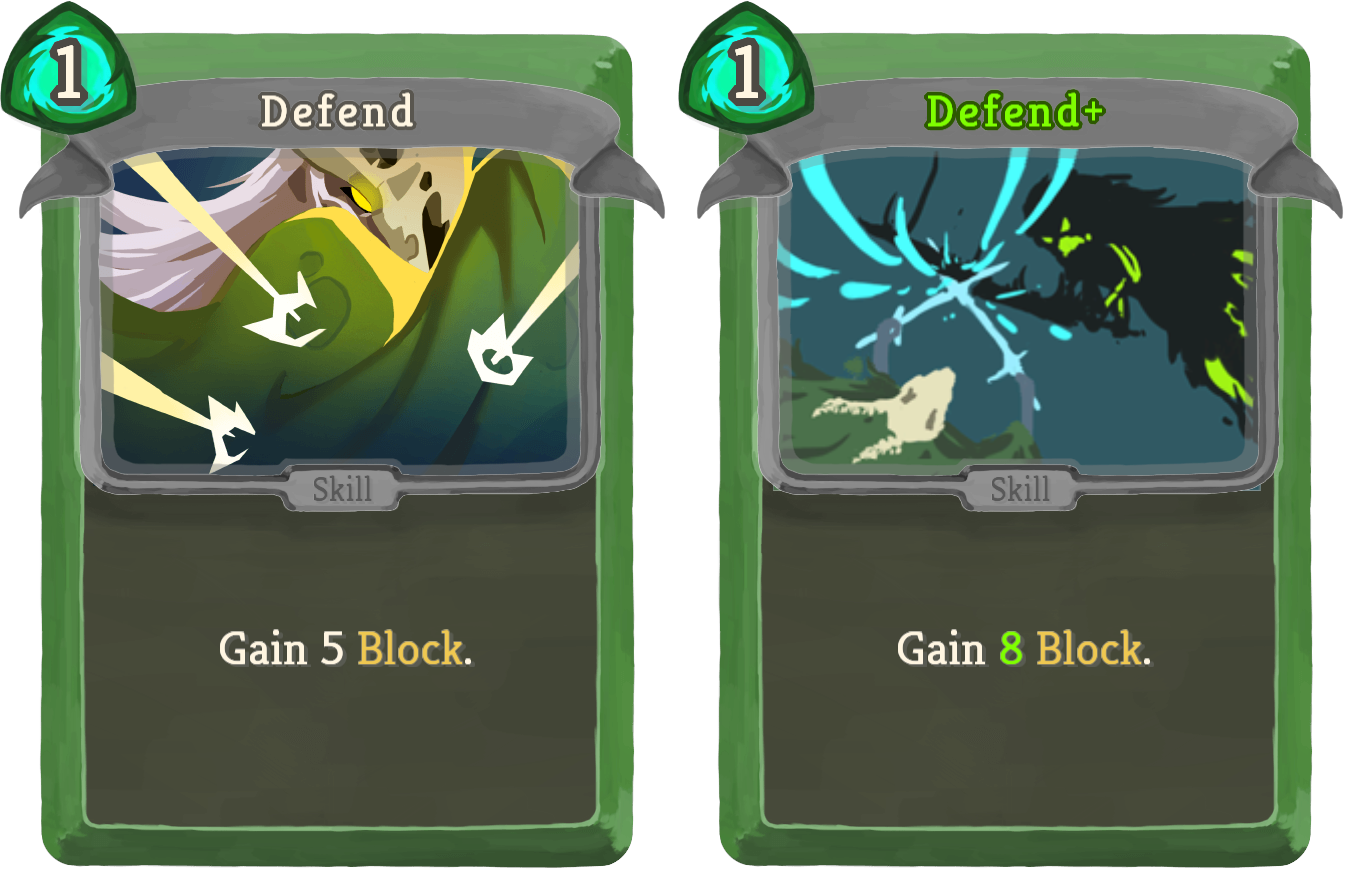 1
Defend
Skill
Gain 5 Block.
1
Defend+
Skill
Gain 8 Block.